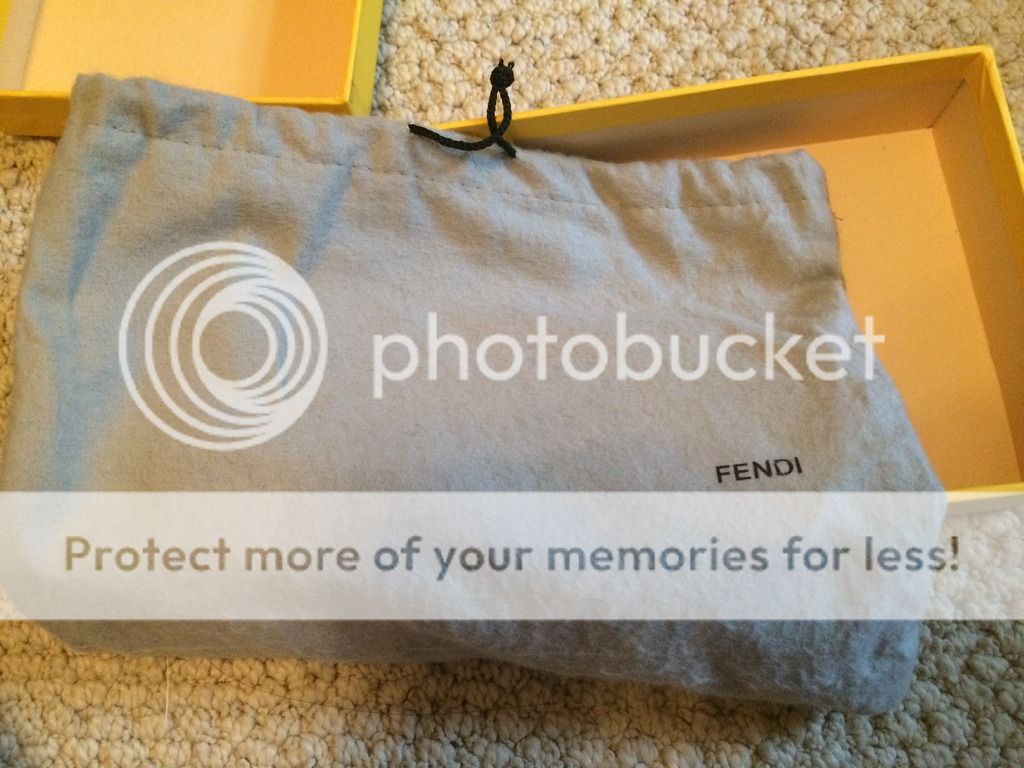 photobucket
FENDI
Protect more of your memories for less!